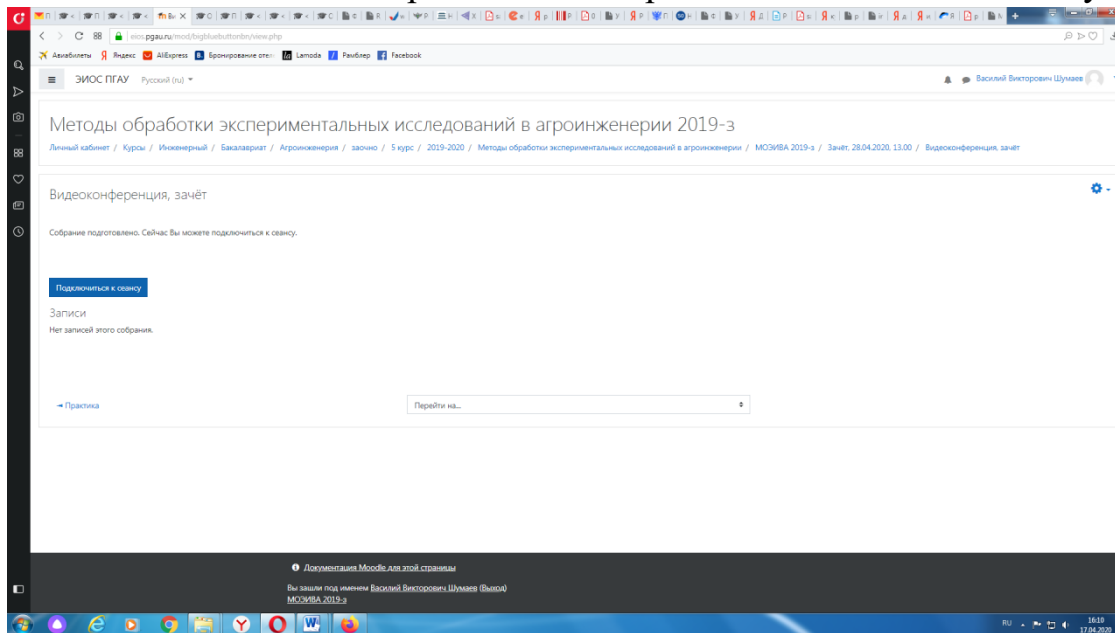 eios.pgau.ru/mod/bigbluebuttonbn/view.php
Авиабилеты Яндекс AliExpress Бронирование отел Lamoda Рамблер Facebook
ЭИОС ПГАУ Русский (ru) Василий Викторович Шумаев
Методы обработки экспериментальных исследований в агроинженерии 2019-з
Личный кабинет / Курсы / Инженерный / Бакалавриат / Агроинженерия / заочно / 5 курс / 2019-2020 / Методы обработки экспериментальных исследований в агроинженерии / МОЭИВА 2019-з / Зачёт, 28.04.2020, 13.00 / Видеоконференция, зачёт
Видеоконференция, зачёт
Собрание подготовлено. Сейчас Вы можете подключиться к сеансу.
Подключиться к сеансу
Записи
Нет записей этого собрания.
→ Практика Перейти на...
Документация Moodle для этой страницы
Вы зашли под именем Василий Викторович Шумаев (Выход)
МОЭИВА 2019-з
RU 16:10
17.04.2020